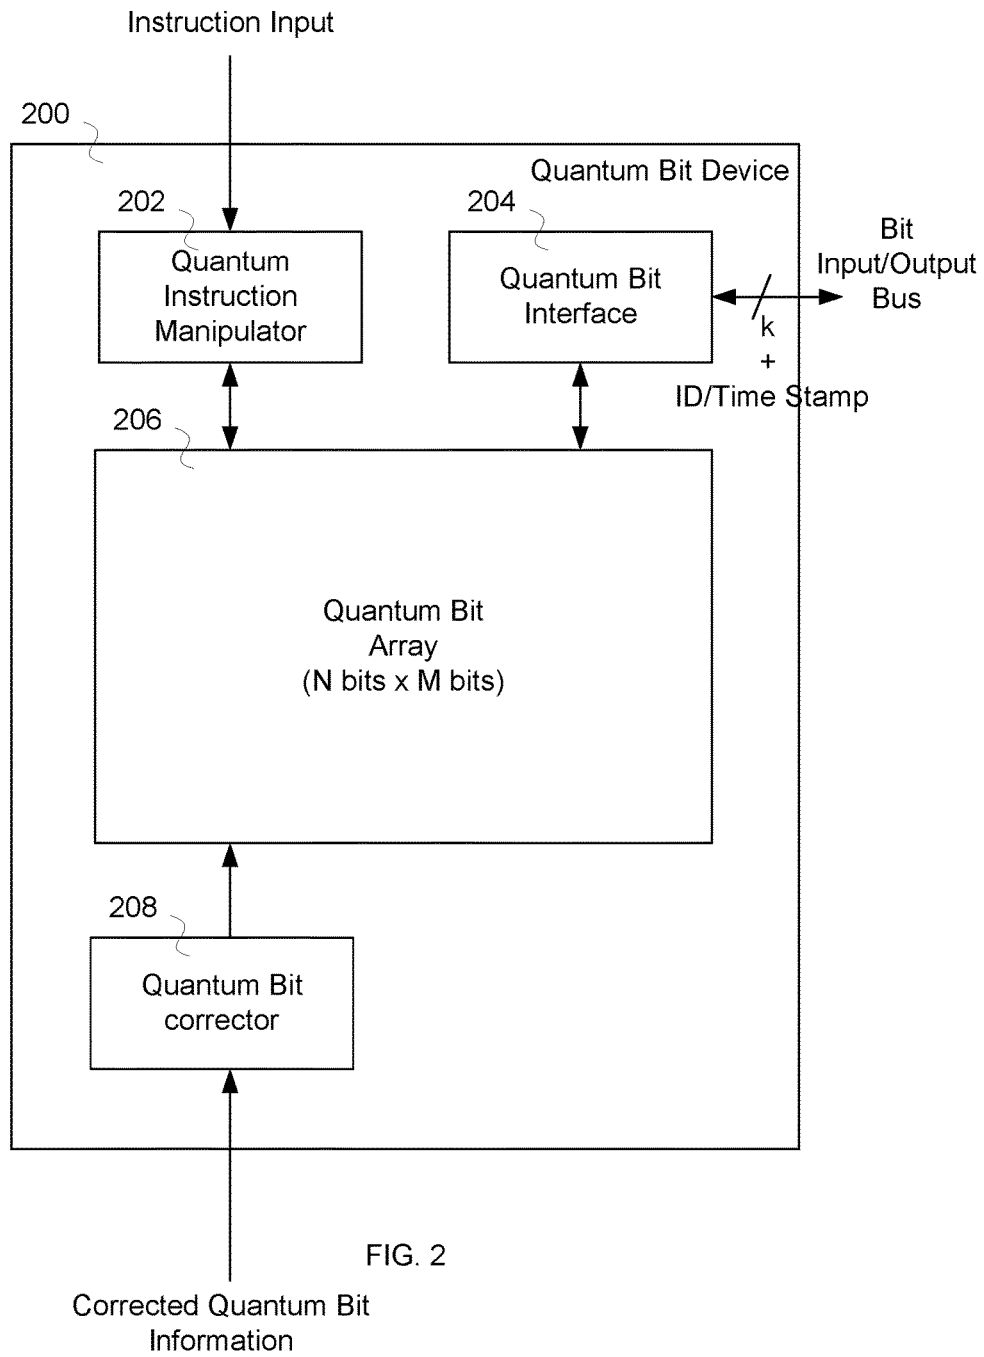 Instruction Input
200
Quantum Bit Device
202
204
Quantum
Instruction
Manipulator
Quantum Bit
Interface
Bit
Input/Output
Bus
k
+
ID/Time Stamp
206
Quantum Bit
Array
(N bits x M bits)
208
Quantum Bit
corrector
FIG. 2
Corrected Quantum Bit
Information